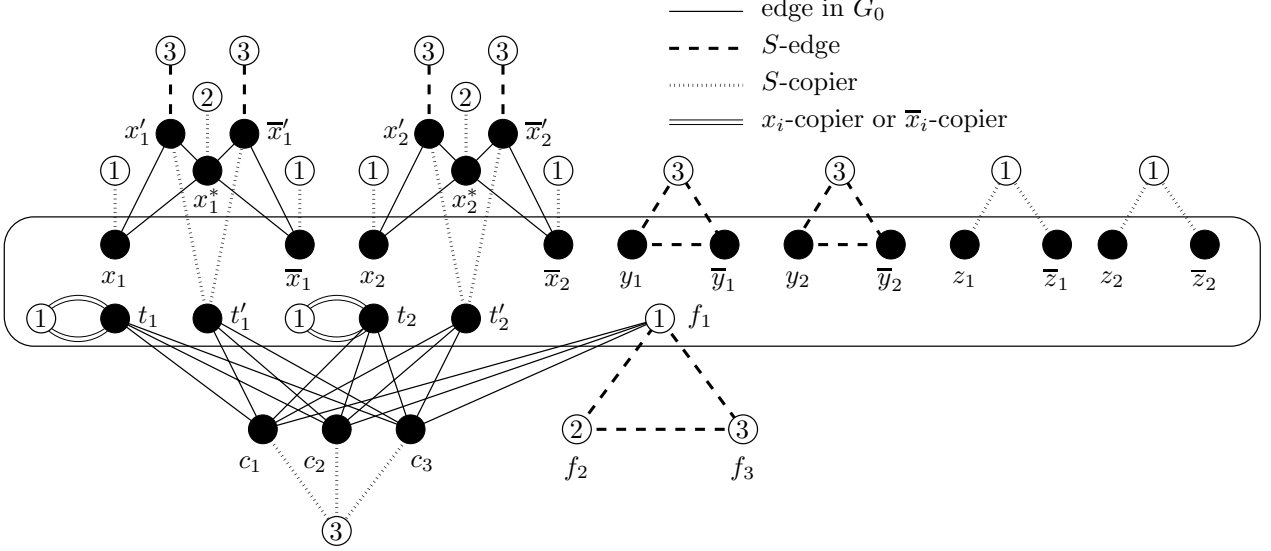 edge in G₀
S-edge
S-copier
xᵢ-copier or x̅ᵢ-copier
3 3 3 3
2 2
x′₁ x̅′₁ x′₂ x̅′₂
1 1 1 1 3 3 1 1
x*₁ x*₂
x₁ x̅₁ x₂ x̅₂ y₁ y̅₁ y₂ y̅₂ z₁ z̅₁ z₂ z̅₂
1 t₁ t′₁ 1 t₂ t′₂ 1 f₁
2 3
c₁ c₂ c₃ f₂ f₃
3